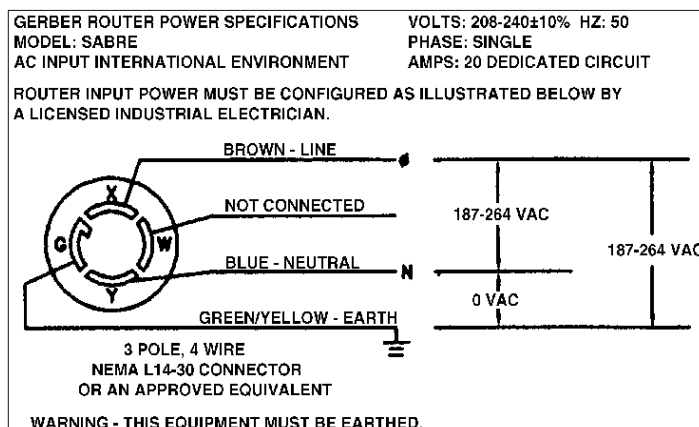 GERBER ROUTER POWER SPECIFICATIONS
MODEL: SABRE
AC INPUT INTERNATIONAL ENVIRONMENT
VOLTS: 208-240±10% HZ: 50
PHASE: SINGLE
AMPS: 20 DEDICATED CIRCUIT
ROUTER INPUT POWER MUST BE CONFIGURED AS ILLUSTRATED BELOW BY
A LICENSED INDUSTRIAL ELECTRICIAN.
BROWN - LINE
X
NOT CONNECTED
G
W
187-264 VAC
187-264 VAC
BLUE - NEUTRAL
N
Y
0 VAC
GREEN/YELLOW - EARTH
3 POLE, 4 WIRE
NEMA L14-30 CONNECTOR
OR AN APPROVED EQUIVALENT
WARNING - THIS EQUIPMENT MUST BE EARTHED.